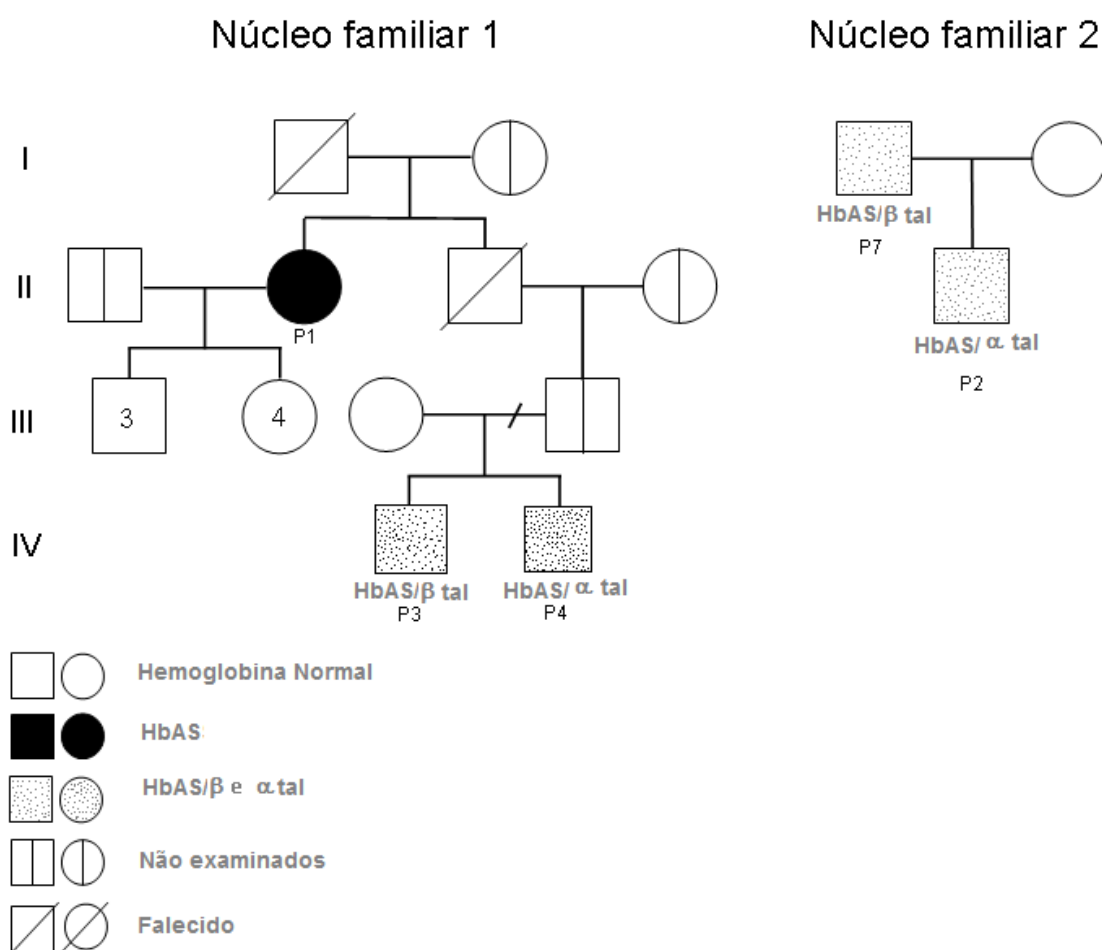 Núcleo familiar 1
Núcleo familiar 2
I
HbAS/β tal
P7
II
P1
HbAS/ α tal
P2
III
3
4
IV
HbAS/β tal
P3
HbAS/ α tal
P4
Hemoglobina Normal
HbAS
HbAS/β e α tal
Não examinados
Falecido